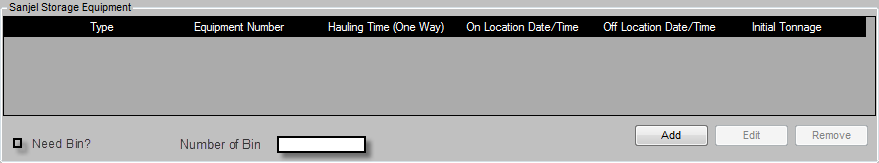 Sanjel Storage Equipment
Type Equipment Number Hauling Time (One Way) On Location Date/Time Off Location Date/Time Initial Tonnage
Need Bin? Number of Bin Add Edit Remove